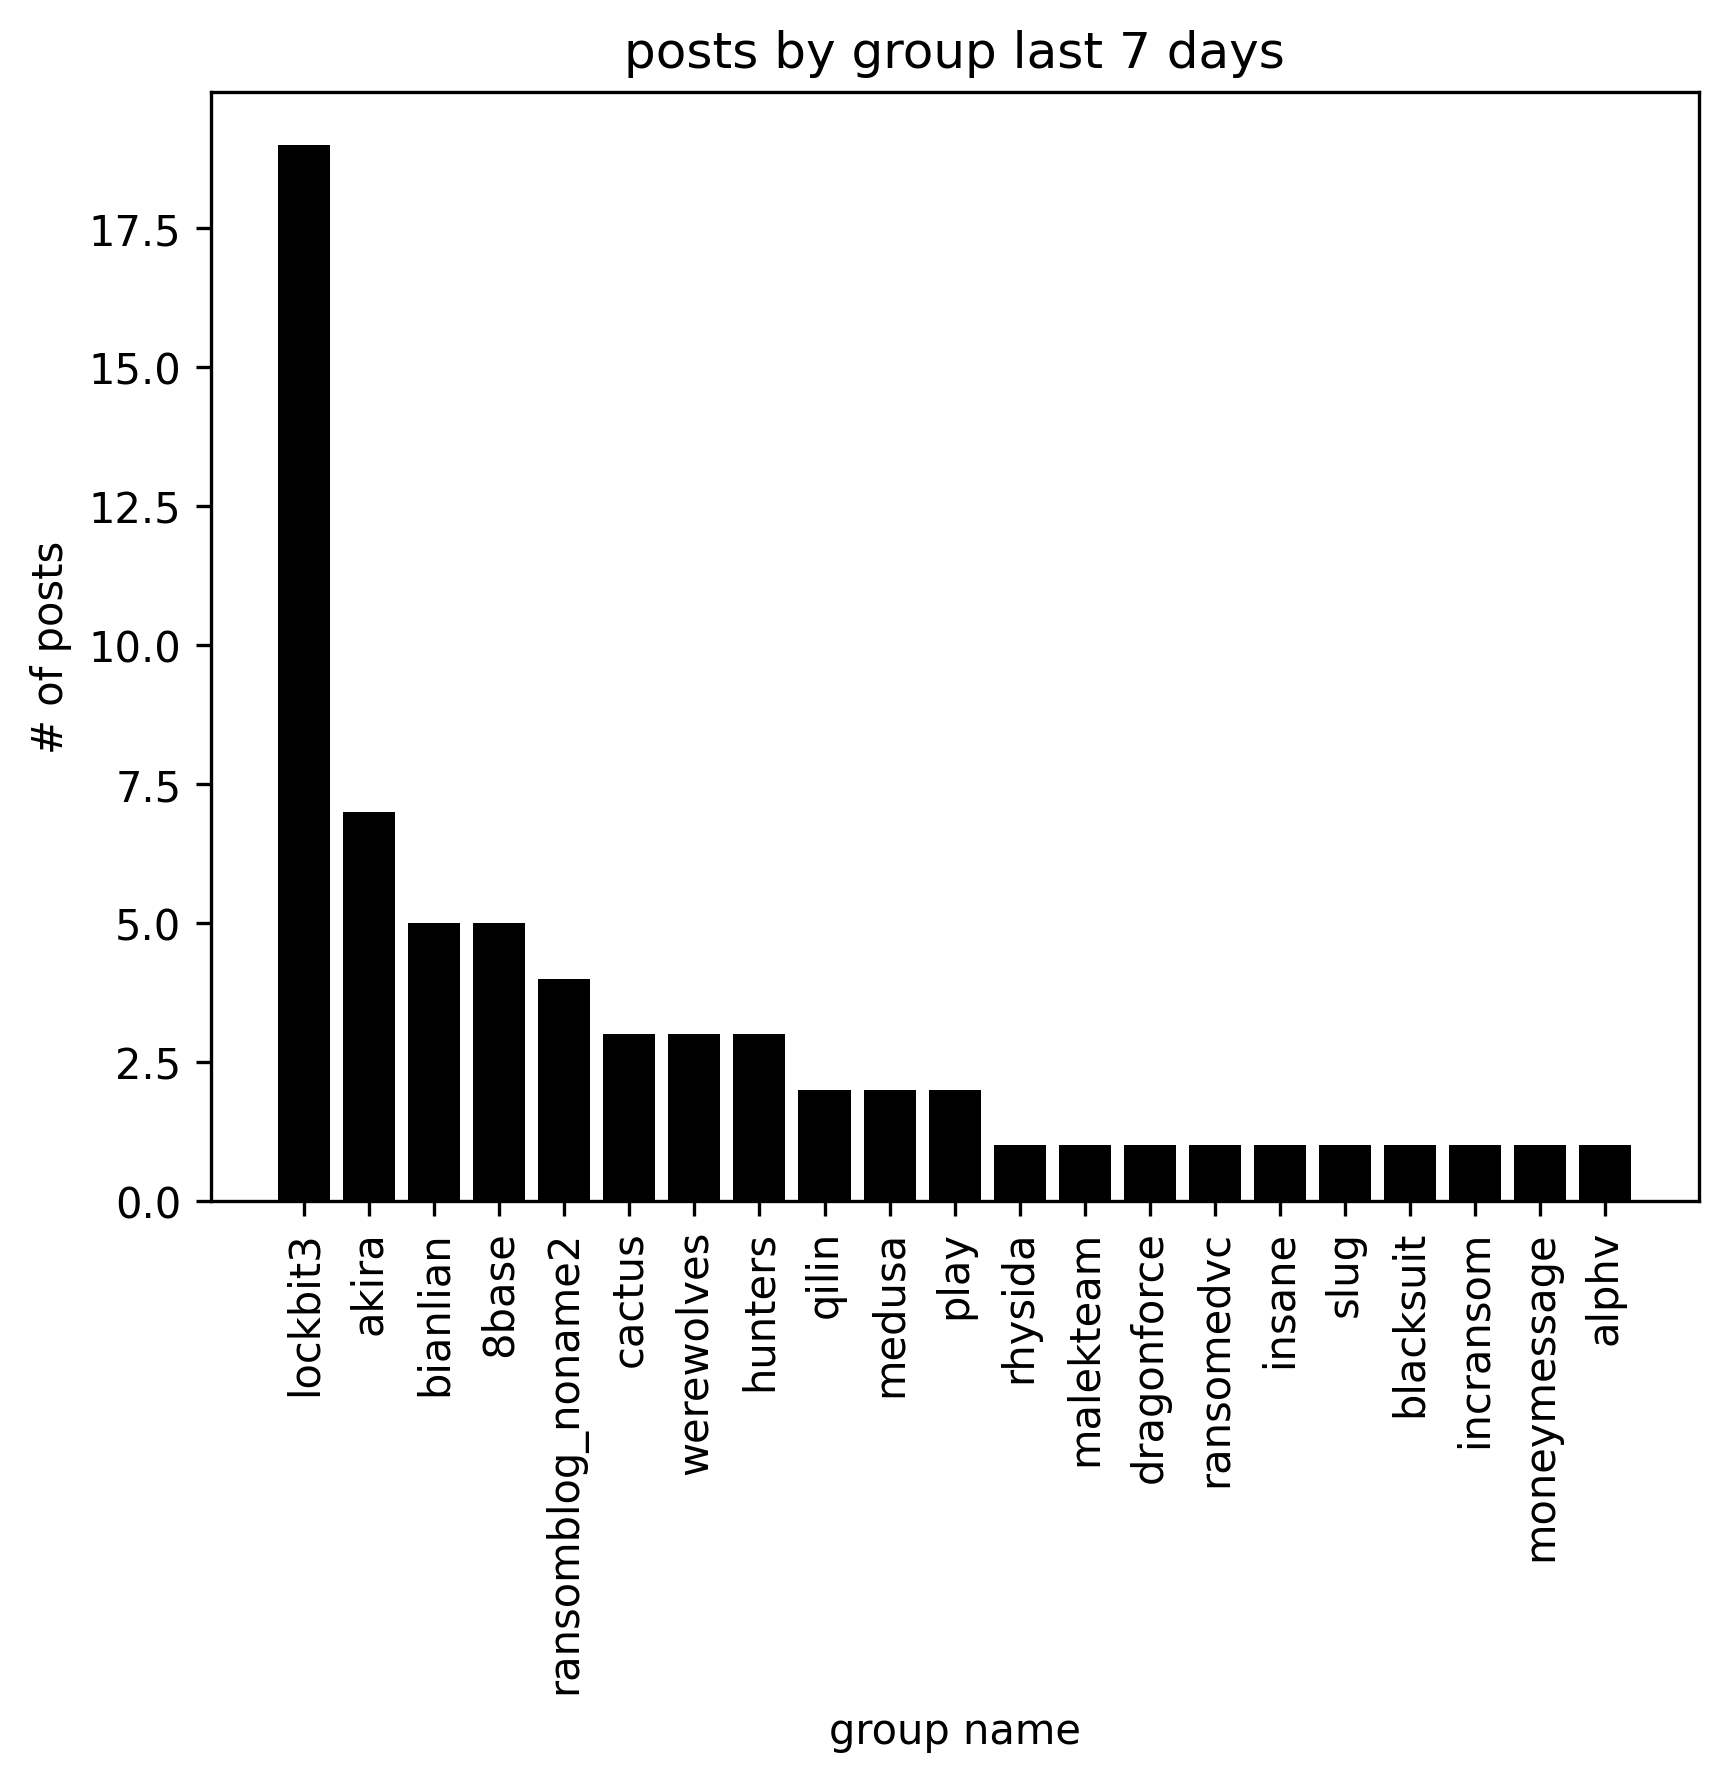 posts by group last 7 days
# of posts
17.5
15.0
12.5
10.0
7.5
5.0
2.5
0.0
lockbit3
akira
bianlian
8base
ransomblog_noname2
cactus
werewolves
hunters
qilin
medusa
play
rhysida
malekteam
dragonforce
ransomedvc
insane
slug
blacksuit
incransom
moneymessage
alphv
group name